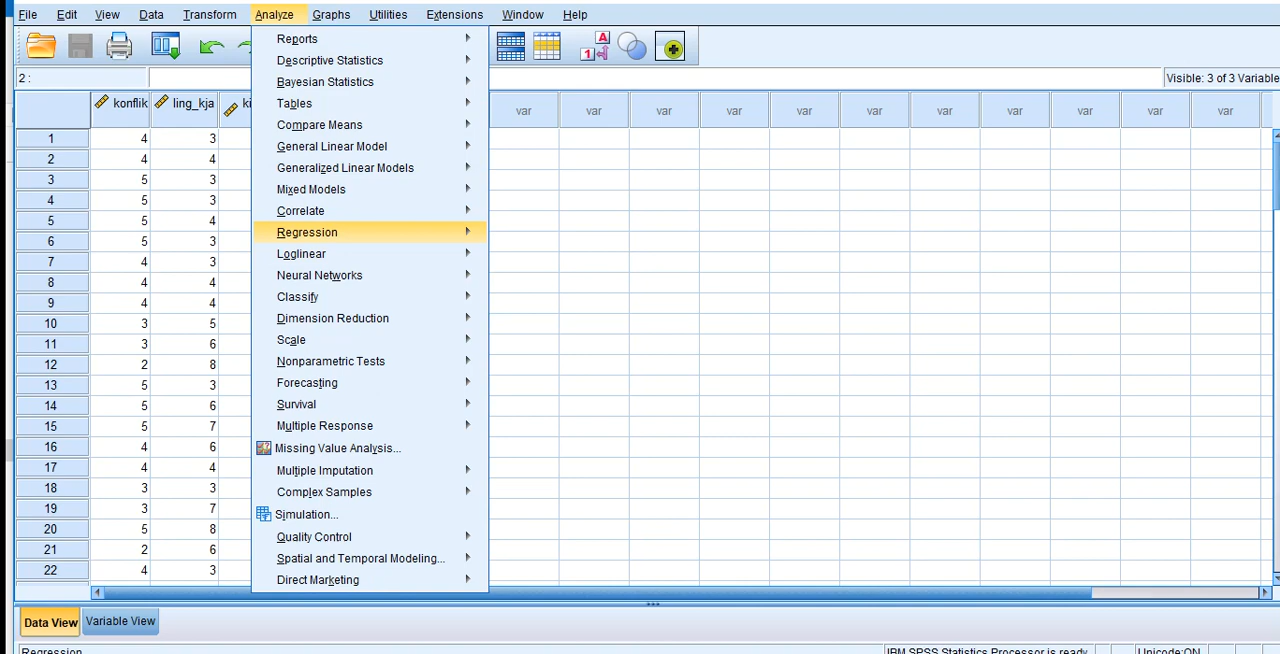 File Edit View Data Transform Analyze Graphs Utilities Extensions Window Help
2 :
Visible: 3 of 3 Variable
konflik ling_kja ki var var var var var var var var var var var
Reports
Descriptive Statistics
Bayesian Statistics
Tables
Compare Means
General Linear Model
Generalized Linear Models
Mixed Models
Correlate
Regression
Loglinear
Neural Networks
Classify
Dimension Reduction
Scale
Nonparametric Tests
Forecasting
Survival
Multiple Response
Missing Value Analysis...
Multiple Imputation
Complex Samples
Simulation...
Quality Control
Spatial and Temporal Modeling...
Direct Marketing
1 4 3
2 4 4
3 5 3
4 5 3
5 5 4
6 5 3
7 4 3
8 4 4
9 4 4
10 3 5
11 3 6
12 2 8
13 5 3
14 5 6
15 5 7
16 4 6
17 4 4
18 3 3
19 3 7
20 5 8
21 2 6
22 4 3
Data View Variable View
Regression IBM SPSS Statistics Processor is ready Unicode:ON